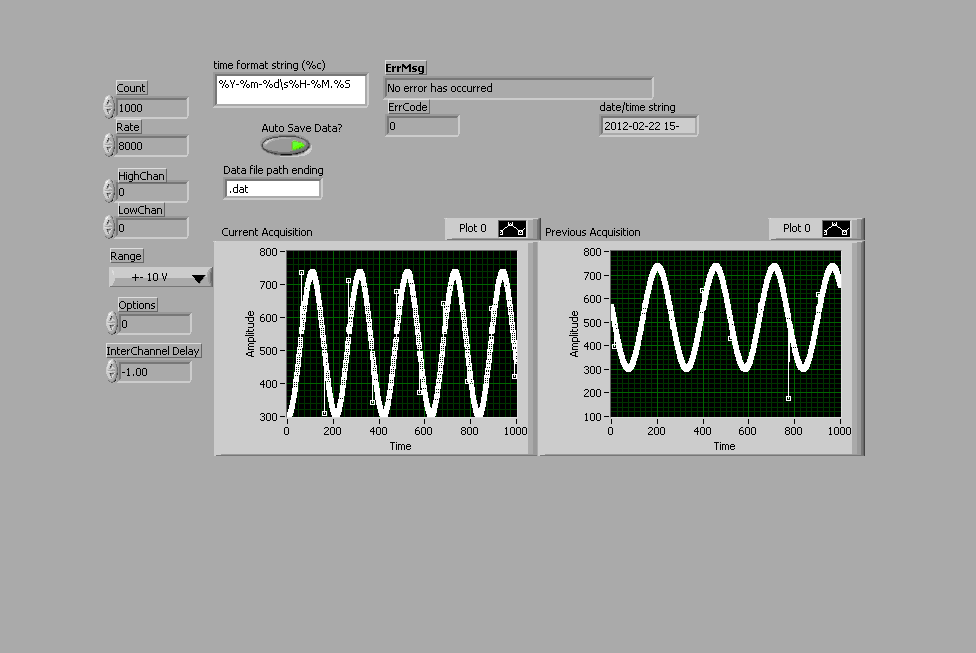 time format string (%c)
%Y-%m-%d\s%H-%M.%S
ErrMsg
No error has occurred
ErrCode
0
date/time string
2012-02-22 15-
Count
1000
Rate
8000
Auto Save Data?
Data file path ending
.dat
HighChan
0
LowChan
0
Range
+- 10 V
Options
0
InterChannel Delay
-1.00
Current Acquisition
Plot 0
800
700
600
500
400
300
Amplitude
0 200 400 600 800 1000
Time
Previous Acquisition
Plot 0
800
700
600
500
400
300
200
100
Amplitude
0 200 400 600 800 1000
Time